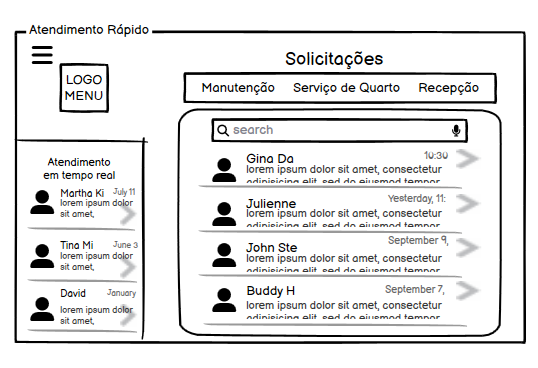 Atendimento Rápido
LOGO
MENU
Solicitações
Manutenção Serviço de Quarto Recepção
search
Atendimento
em tempo real
Martha Ki July 11
lorem ipsum dolor
sit amet,
Tina Mi June 3
lorem ipsum dolor
sit amet,
David January
lorem ipsum dolor
sit amet,
Gina Da 10:30
lorem ipsum dolor sit amet, consectetur
adipisicing elit, sed do eiusmod tempor
Julienne Yesterday, 11:
lorem ipsum dolor sit amet, consectetur
adipisicing elit, sed do eiusmod tempor
John Ste September 9,
lorem ipsum dolor sit amet, consectetur
adipisicing elit, sed do eiusmod tempor
Buddy H September 7,
lorem ipsum dolor sit amet, consectetur
adipisicing elit, sed do eiusmod tempor